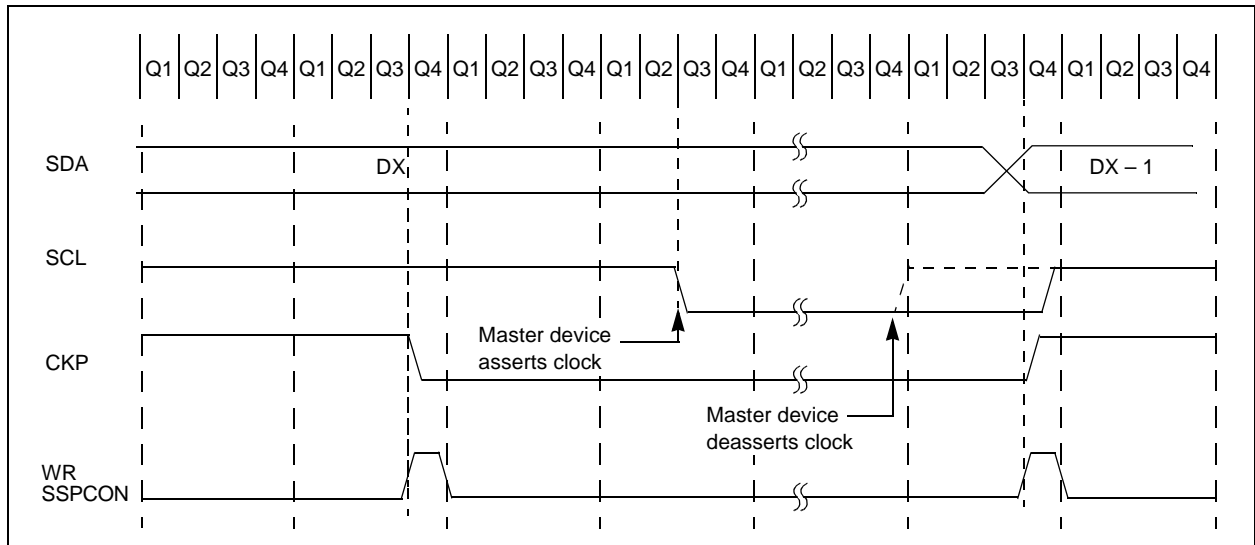 Q1 Q2 Q3 Q4 Q1 Q2 Q3 Q4 Q1 Q2 Q3 Q4 Q1 Q2 Q3 Q4 Q1 Q2 Q3 Q4 Q1 Q2 Q3 Q4 Q1 Q2 Q3 Q4
SDA
DX
DX – 1
SCL
Master device
asserts clock
CKP
Master device
deasserts clock
WR
SSPCON